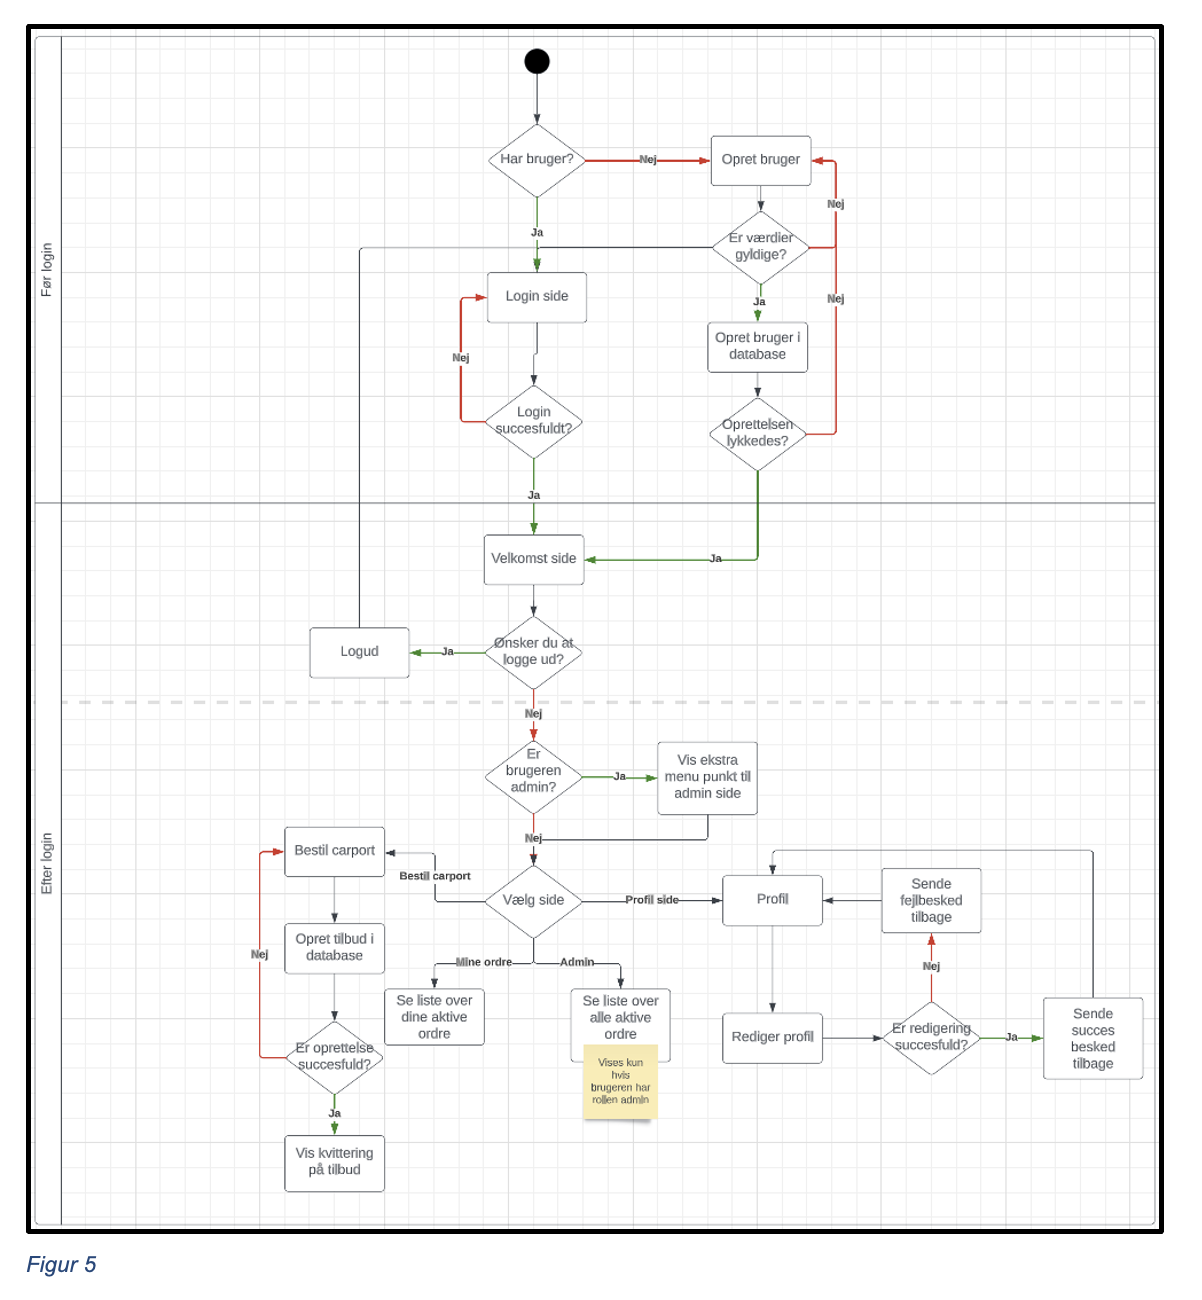 Før login
Har bruger?
Nej
Opret bruger
Nej
Ja
Er værdier
gyldige?
Login side
Ja
Nej
Opret bruger i
database
Nej
Login
succesfuldt?
Oprettelsen
lykkedes?
Ja
Velkomst side
Ja
Logud
Ja
Ønsker du at
logge ud?
Nej
Efter login
Er
brugeren
admin?
Ja
Vis ekstra
menu punkt til
admin side
Nej
Bestil carport
Bestil carport
Vælg side
Profil side
Profil
Sende
fejlbesked
tilbage
Opret tilbud i
database
Nej
Mine ordre
Admin
Nej
Se liste over
dine aktive
ordre
Se liste over
alle aktive
ordre
Rediger profil
Er redigering
succesfuld?
Ja
Sende
succes
besked
tilbage
Er oprettelse
succesfuld?
Vises kun
hvis
brugeren har
rollen admin
Ja
Vis kvittering
på tilbud
Figur 5